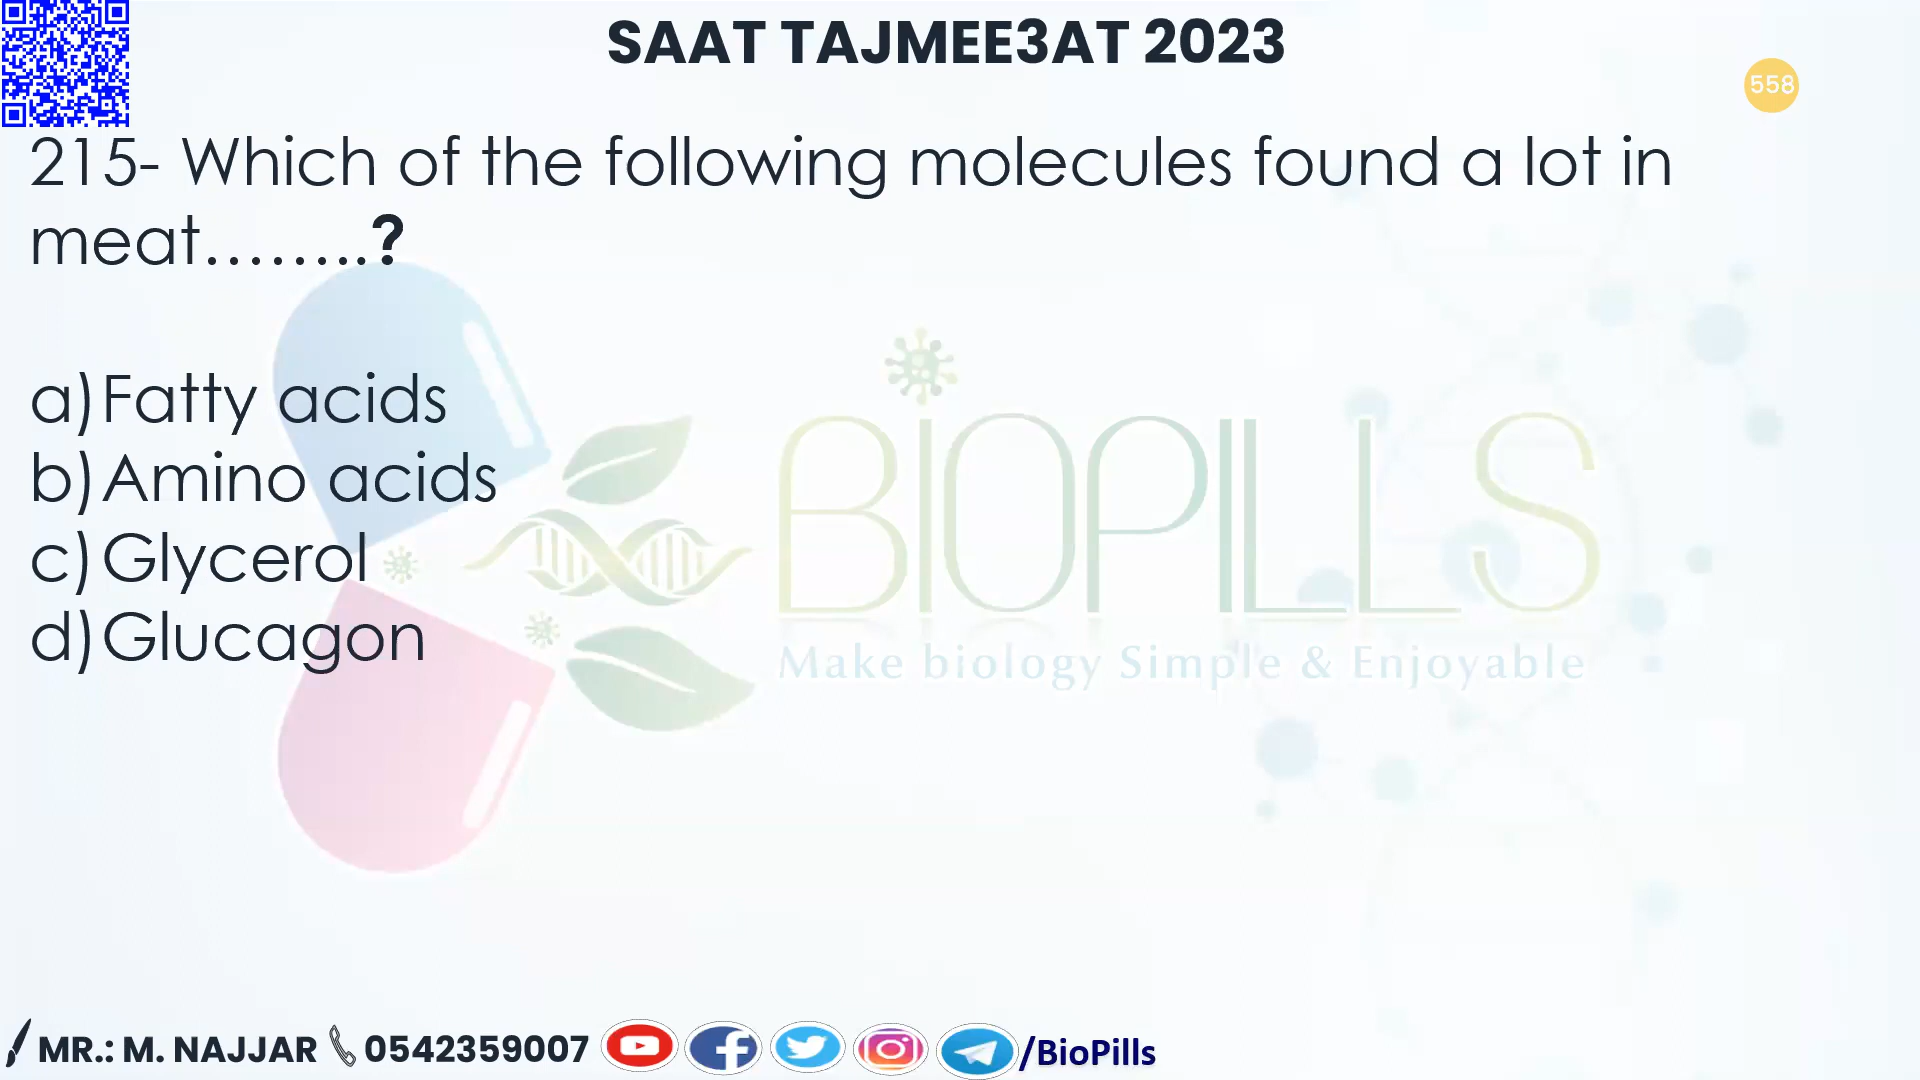 SAAT TAJMEE3AT 2023
558
215- Which of the following molecules found a lot in
meat……..?
a) Fatty acids
b) Amino acids
c) Glycerol
d) Glucagon
BIOPILLS
Make biology Simple & Enjoyable
MR.: M. NAJJAR 0542359007 /BioPills